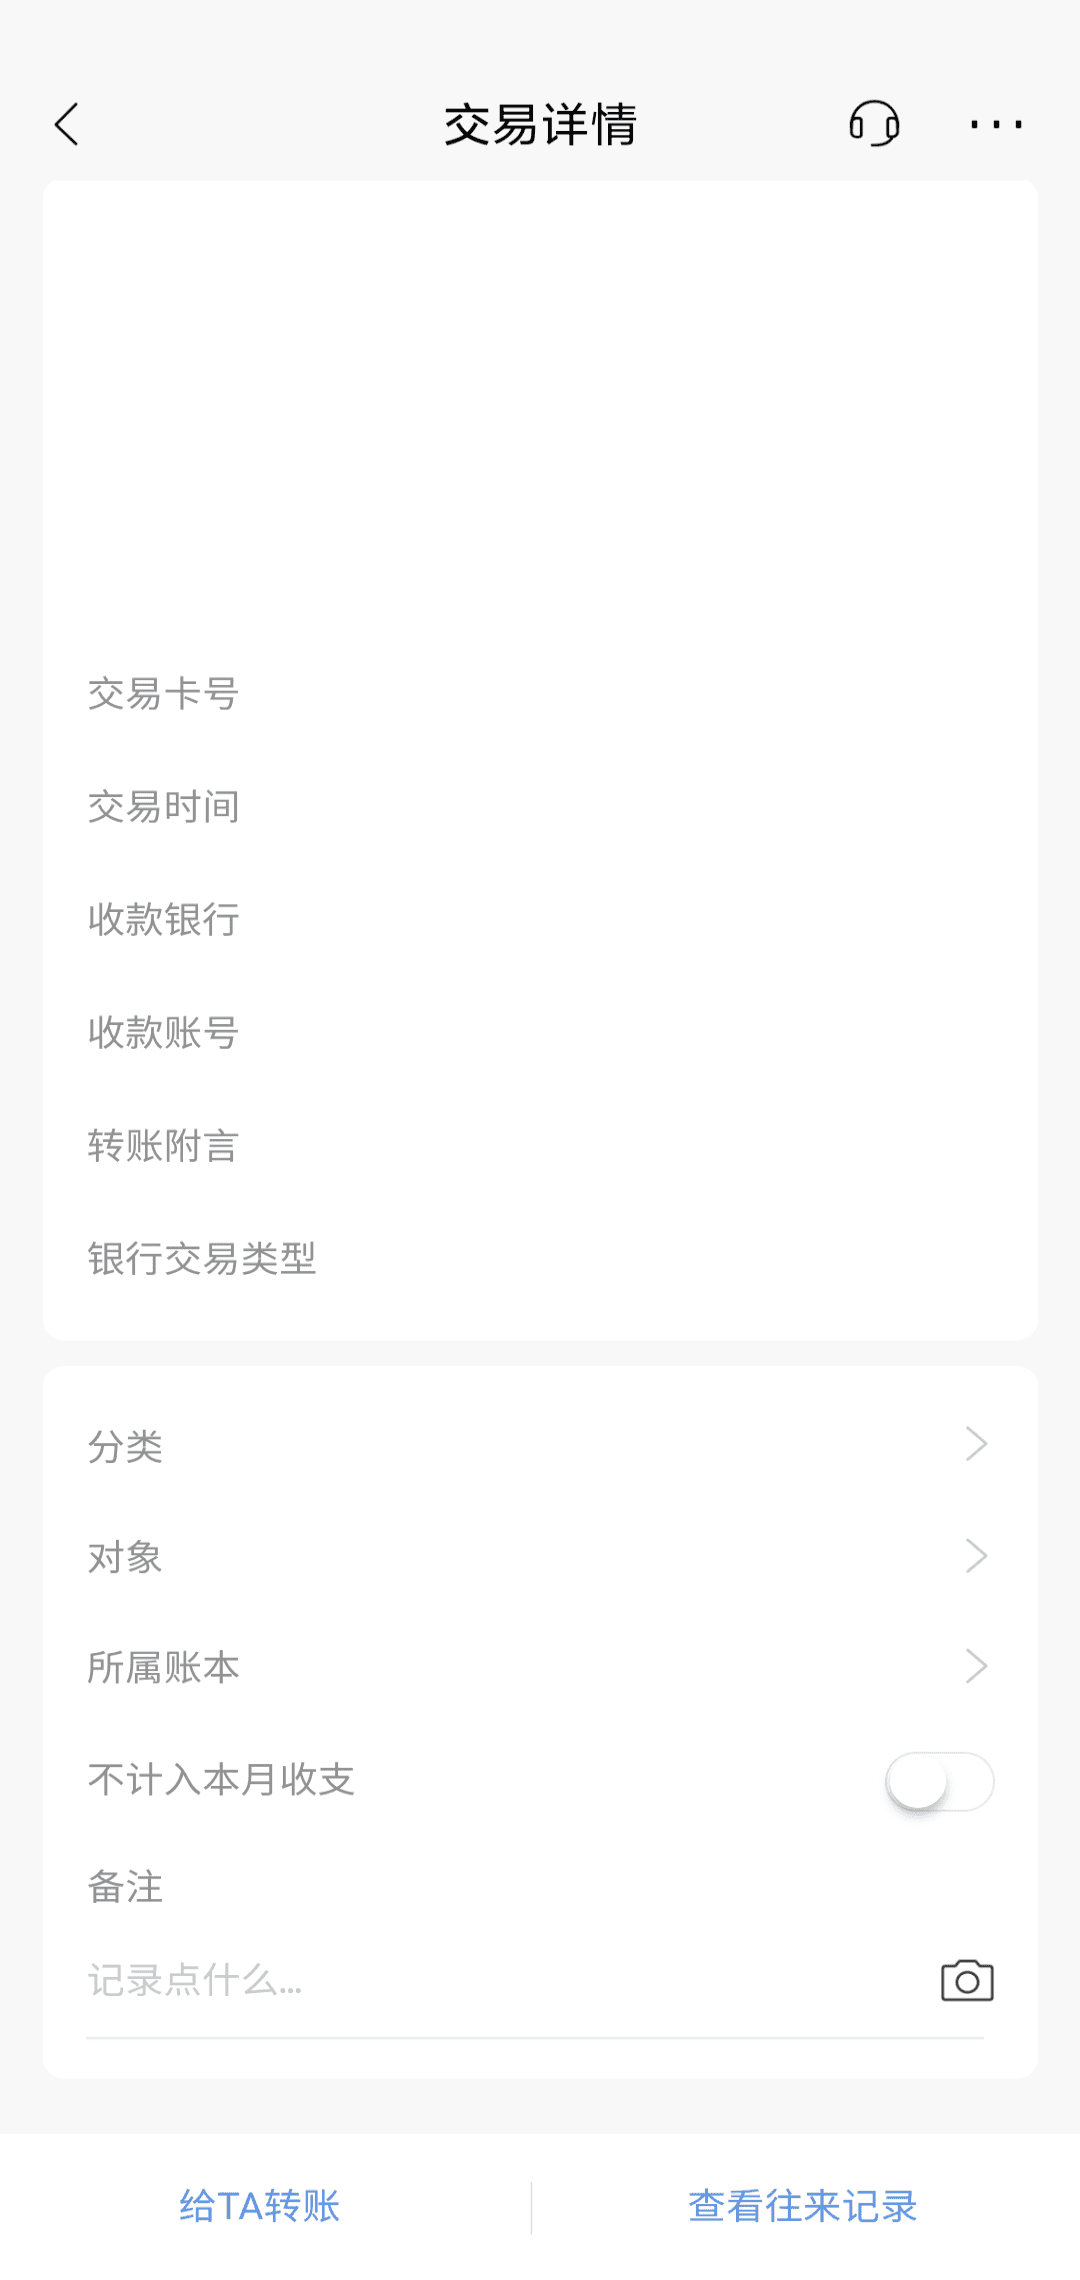 交易详情
交易卡号
交易时间
收款银行
收款账号
转账附言
银行交易类型
分类
对象
所属账本
不计入本月收支
备注
记录点什么...
给TA转账
查看往来记录